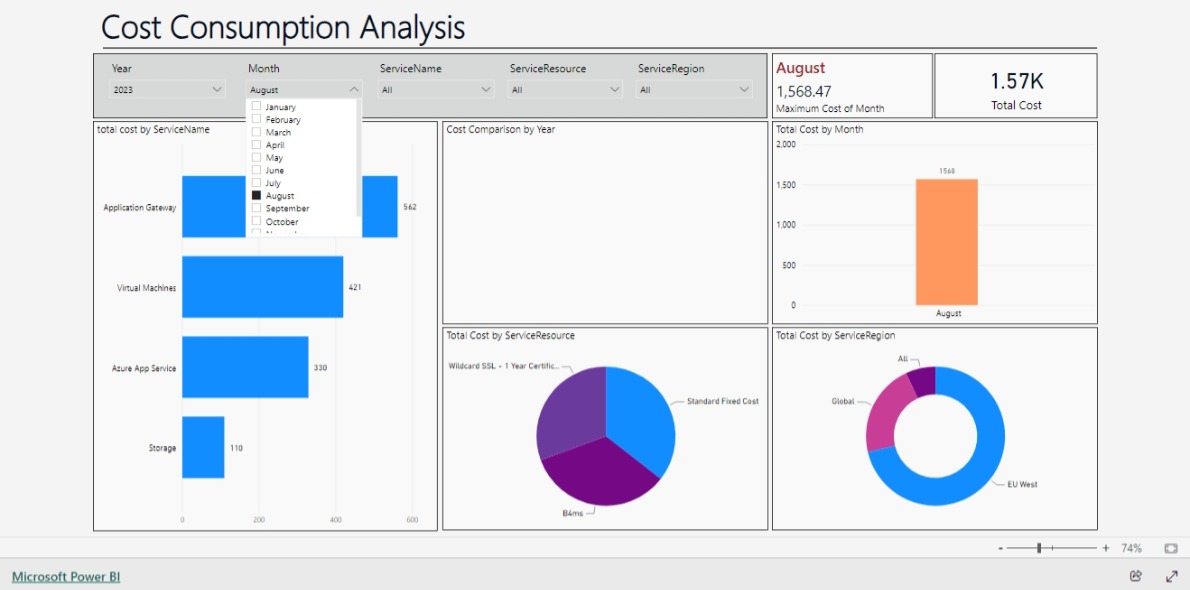 Cost Consumption Analysis
Year
2023
Month
August
ServiceName
All
ServiceResource
All
ServiceRegion
All
January
February
March
April
May
June
July
August
September
October
August
1,568.47
Maximum Cost of Month
1.57K
Total Cost
total cost by ServiceName
Application Gateway
562
Virtual Machines
421
Azure App Service
330
Storage
110
0 200 400 600
Cost Comparison by Year
Total Cost by Month
2,000
1,500
1,000
500
0
1568
August
Total Cost by ServiceResource
Wildcard SSL - 1 Year Certific...
Standard Fixed Cost
B4ms
Total Cost by ServiceRegion
All
Global
EU West
- + 74%
Microsoft Power BI